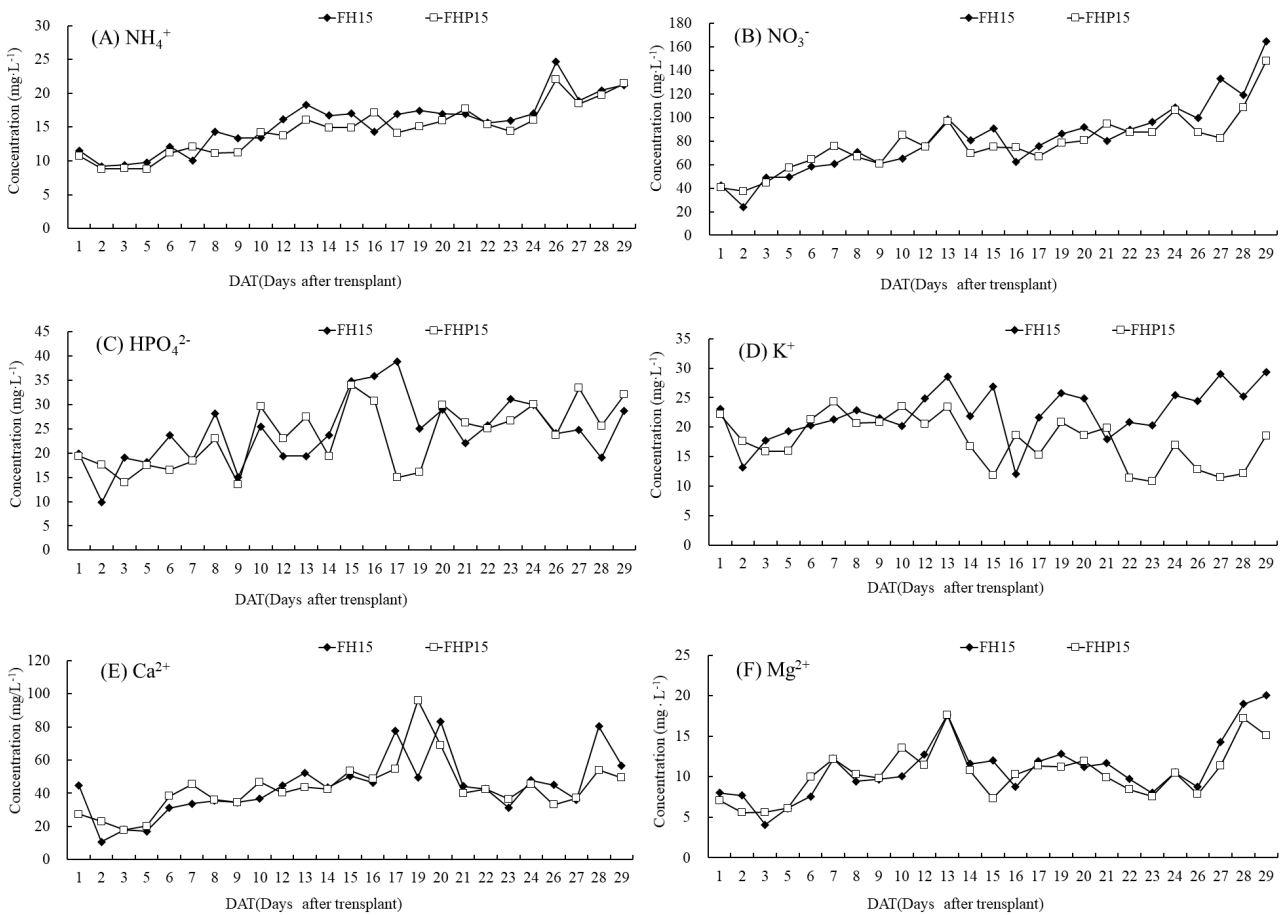 FH15 FHP15
(A) NH₄⁺
Concentration (mg·L⁻¹)
30
25
20
15
10
5
0
1 2 3 5 6 7 8 9 10 12 13 14 15 16 17 19 20 21 22 23 24 26 27 28 29
DAT(Days after trensplant)
FH15 FHP15
(B) NO₃⁻
Concentration (mg·L⁻¹)
180
160
140
120
100
80
60
40
20
0
1 2 3 5 6 7 8 9 10 12 13 14 15 16 17 19 20 21 22 23 24 26 27 28 29
DAT(Days after trensplant)
FH15 FHP15
(C) HPO₄²⁻
Concentration (mg·L⁻¹)
45
40
35
30
25
20
15
10
5
0
1 2 3 5 6 7 8 9 10 12 13 14 15 16 17 19 20 21 22 23 24 26 27 28 29
DAT(Days after trensplant)
FH15 FHP15
(D) K⁺
Concentration (mg·L⁻¹)
35
30
25
20
15
10
5
0
1 2 3 5 6 7 8 9 10 12 13 14 15 16 17 19 20 21 22 23 24 26 27 28 29
DAT(Days after trensplant)
FH15 FHP15
(E) Ca²⁺
Concentration (mg/L⁻¹)
120
100
80
60
40
20
0
1 2 3 5 6 7 8 9 10 12 13 14 15 16 17 19 20 21 22 23 24 26 27 28 29
DAT(Days after trensplant)
FH15 FHP15
(F) Mg²⁺
Concentration (mg · L⁻¹)
25
20
15
10
5
0
1 2 3 5 6 7 8 9 10 12 13 14 15 16 17 19 20 21 22 23 24 26 27 28 29
DAT(Days after trensplant)